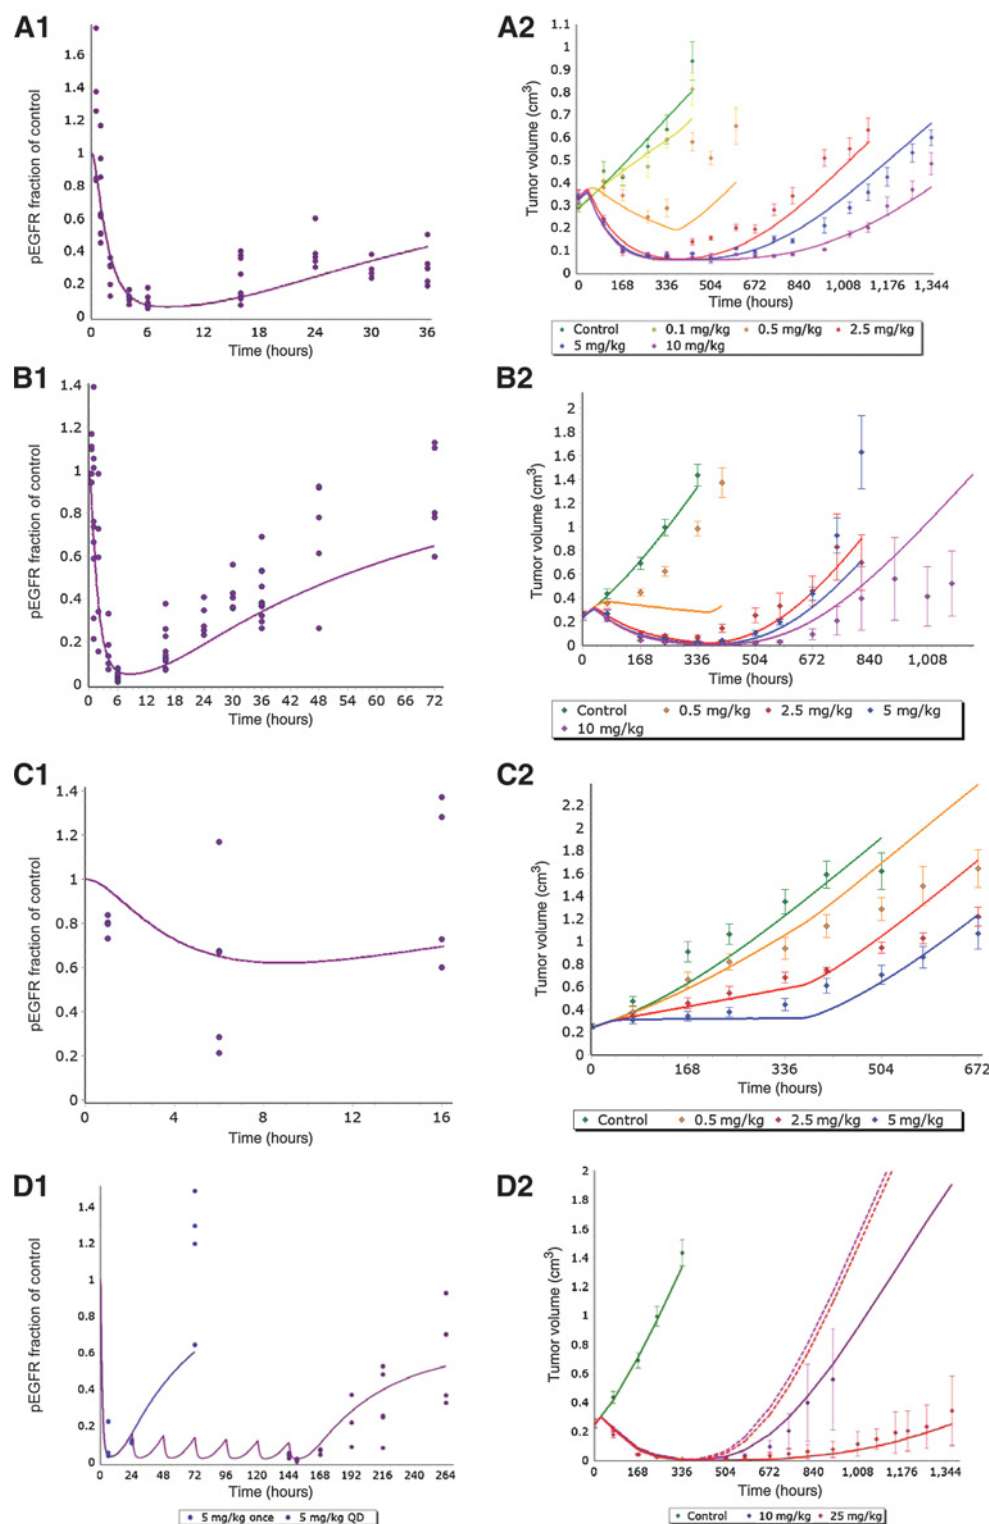 A1
pEGFR fraction of control
1.6
1.4
1.2
1
0.8
0.6
0.4
0.2
0
0 6 12 18 24 30 36
Time (hours)
A2
Tumor volume (cm3)
1.1
1
0.9
0.8
0.7
0.6
0.5
0.4
0.3
0.2
0.1
0
0 168 336 504 672 840 1,008 1,176 1,344
Time (hours)
Control 0.1 mg/kg 0.5 mg/kg 2.5 mg/kg
5 mg/kg 10 mg/kg
B1
pEGFR fraction of control
1.4
1.2
1
0.8
0.6
0.4
0.2
0
0 6 12 18 24 30 36 42 48 54 60 66 72
Time (hours)
B2
Tumor volume (cm3)
2
1.8
1.6
1.4
1.2
1
0.8
0.6
0.4
0.2
0
0 168 336 504 672 840 1,008
Time (hours)
Control 0.5 mg/kg 2.5 mg/kg 5 mg/kg
10 mg/kg
C1
pEGFR fraction of control
1.4
1.2
1
0.8
0.6
0.4
0.2
0
0 4 8 12 16
Time (hours)
C2
Tumor volume (cm3)
2.2
2
1.8
1.6
1.4
1.2
1
0.8
0.6
0.4
0.2
0
0 168 336 504 672
Time (hours)
Control 0.5 mg/kg 2.5 mg/kg 5 mg/kg
D1
pEGFR fraction of control
1.4
1.2
1
0.8
0.6
0.4
0.2
0
0 24 48 72 96 120 144 168 192 216 240 264
Time (hours)
5 mg/kg once 5 mg/kg QD
D2
Tumor volume (cm3)
2
1.8
1.6
1.4
1.2
1
0.8
0.6
0.4
0.2
0
0 168 336 504 672 840 1,008 1,176 1,344
Time (hours)
Control 10 mg/kg 25 mg/kg